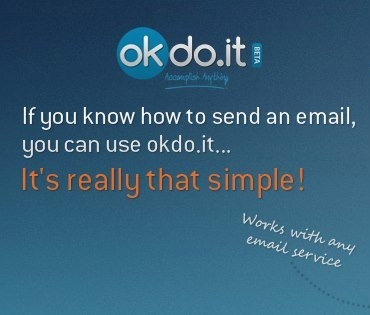 okdo.it BETA
Accomplish Anything
If you know how to send an email,
you can use okdo.it...
It's really that simple!
Works with any
email service